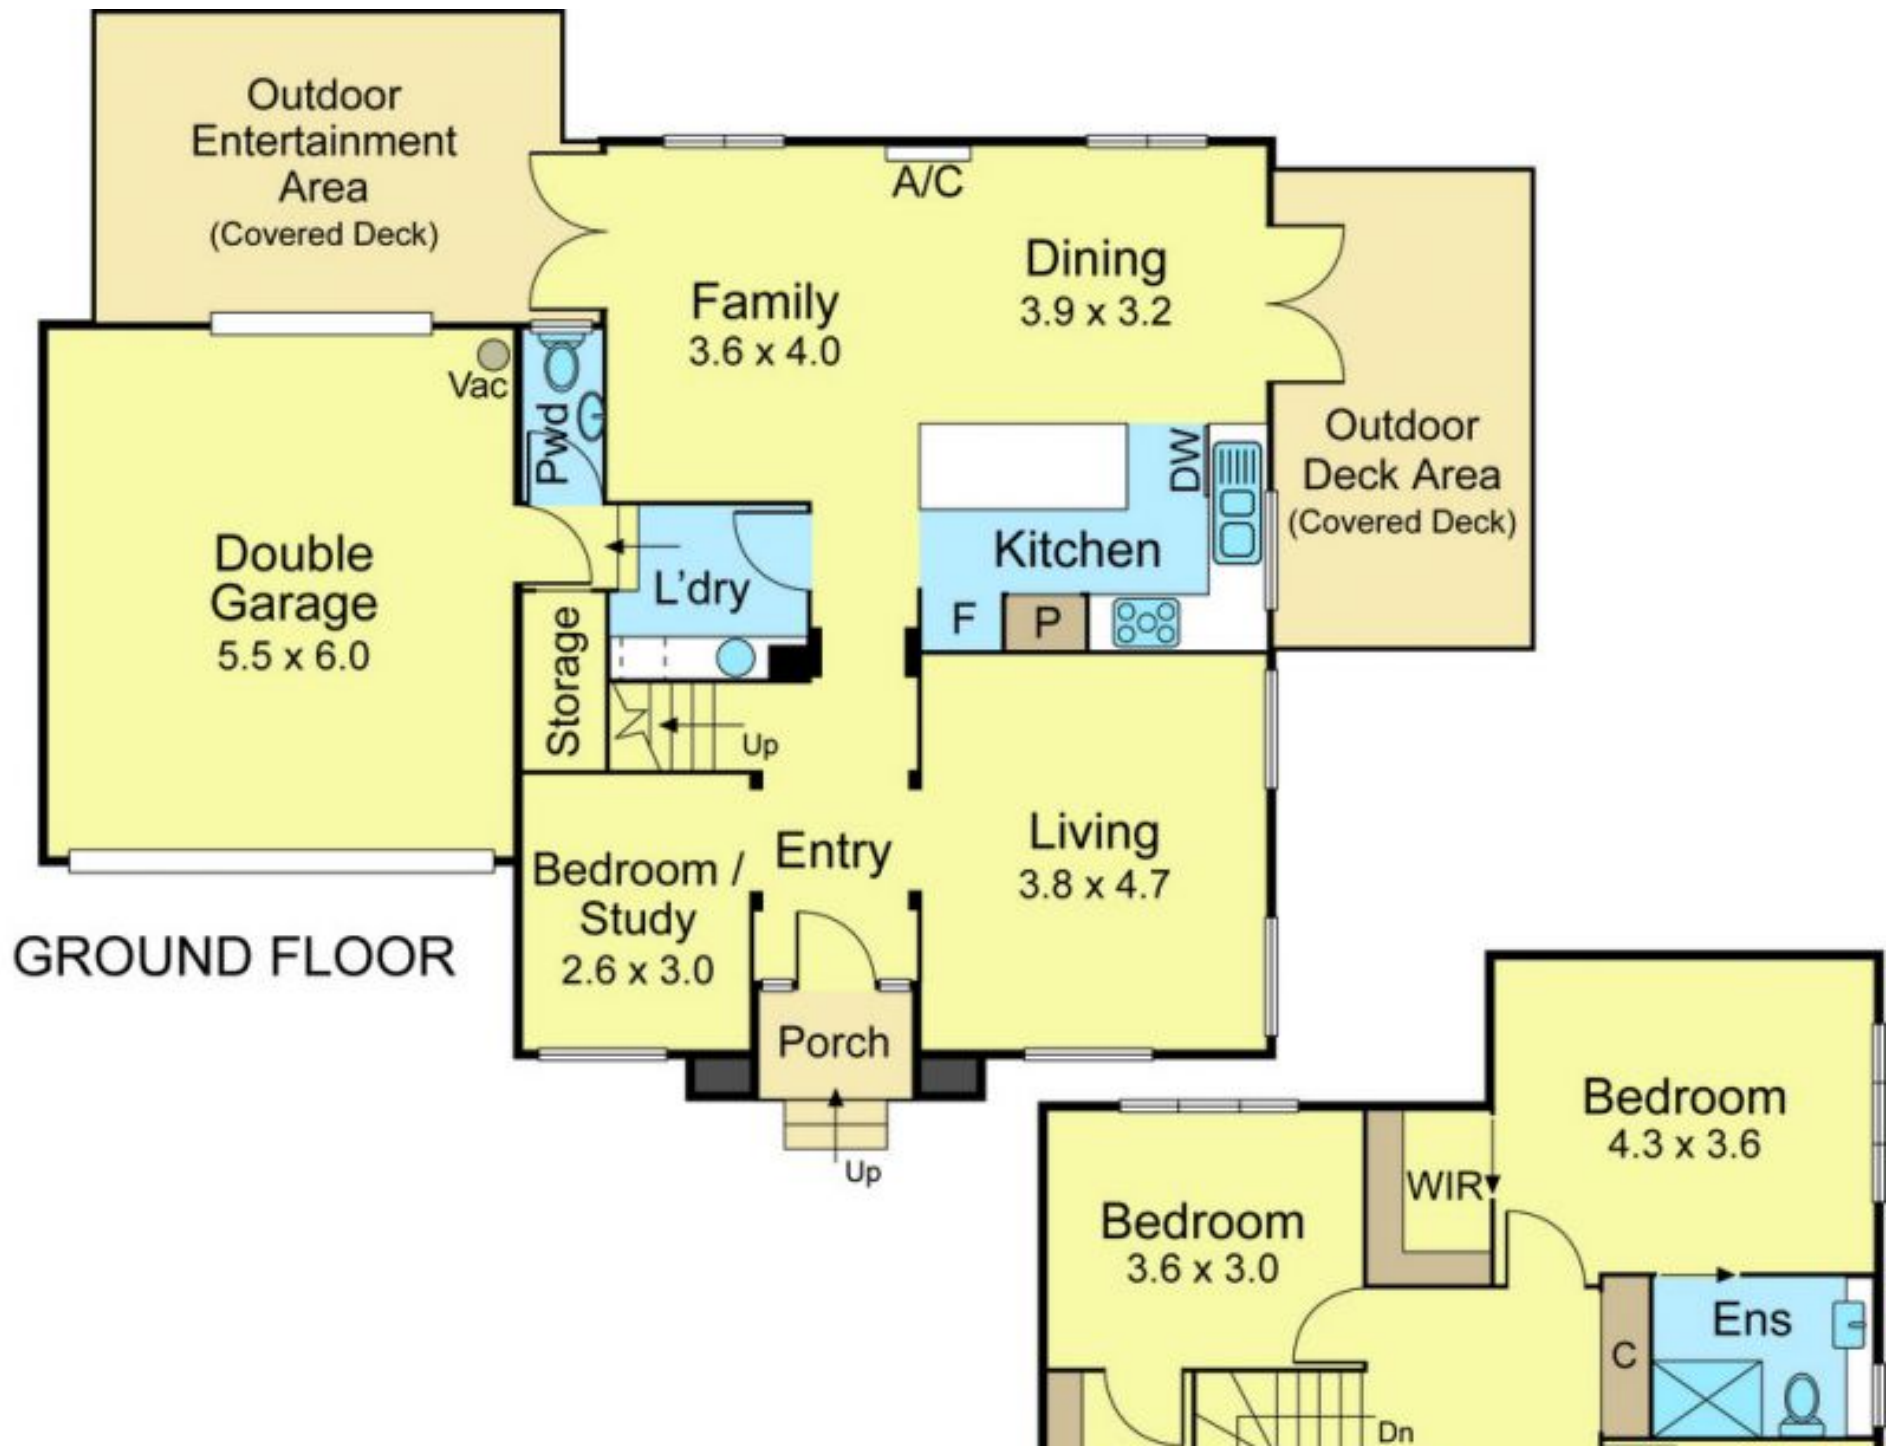 Outdoor
Entertainment
Area
(Covered Deck)
A/C
Family
3.6 x 4.0
Dining
3.9 x 3.2
Vac
Pwd
Double
Garage
5.5 x 6.0
L'dry
Storage
Up
Kitchen
DW
F
P
Outdoor
Deck Area
(Covered Deck)
Bedroom /
Study
2.6 x 3.0
Entry
Living
3.8 x 4.7
Porch
Up
GROUND FLOOR
Bedroom
3.6 x 3.0
WIR
Bedroom
4.3 x 3.6
C
Ens
Dn